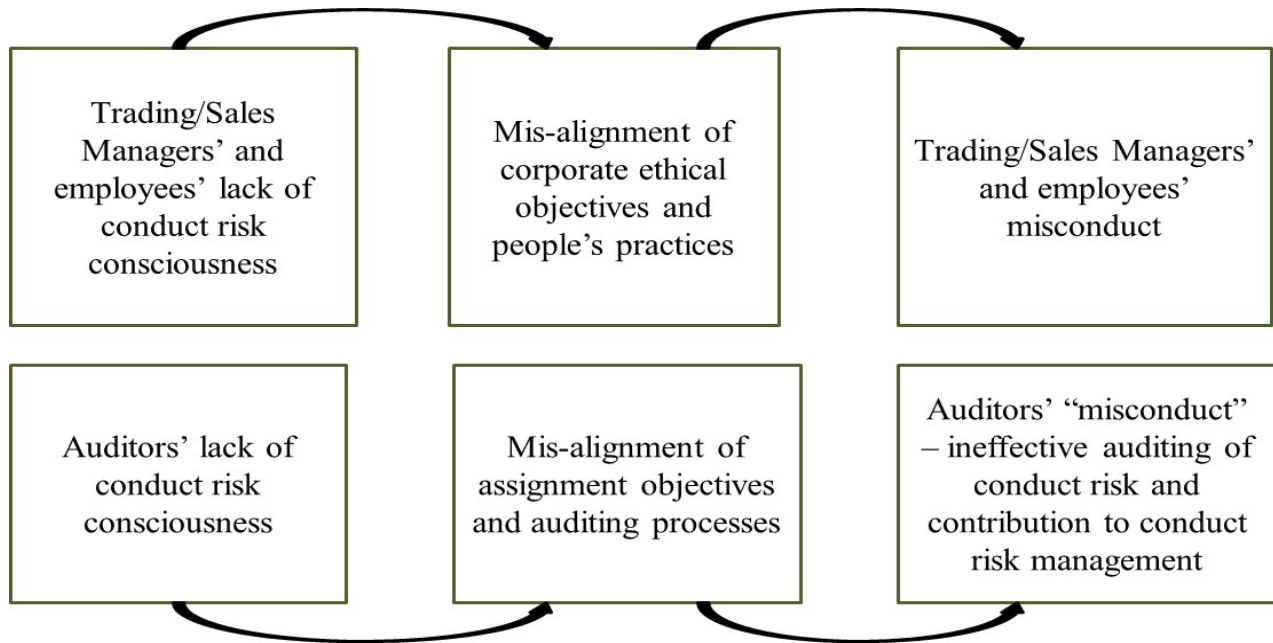 Trading/Sales
Managers’ and
employees’ lack of
conduct risk
consciousness
Mis-alignment of
corporate ethical
objectives and
people’s practices
Trading/Sales Managers’
and employees’
misconduct
Auditors’ lack of
conduct risk
consciousness
Mis-alignment of
assignment objectives
and auditing processes
Auditors’ “misconduct”
– ineffective auditing of
conduct risk and
contribution to conduct
risk management